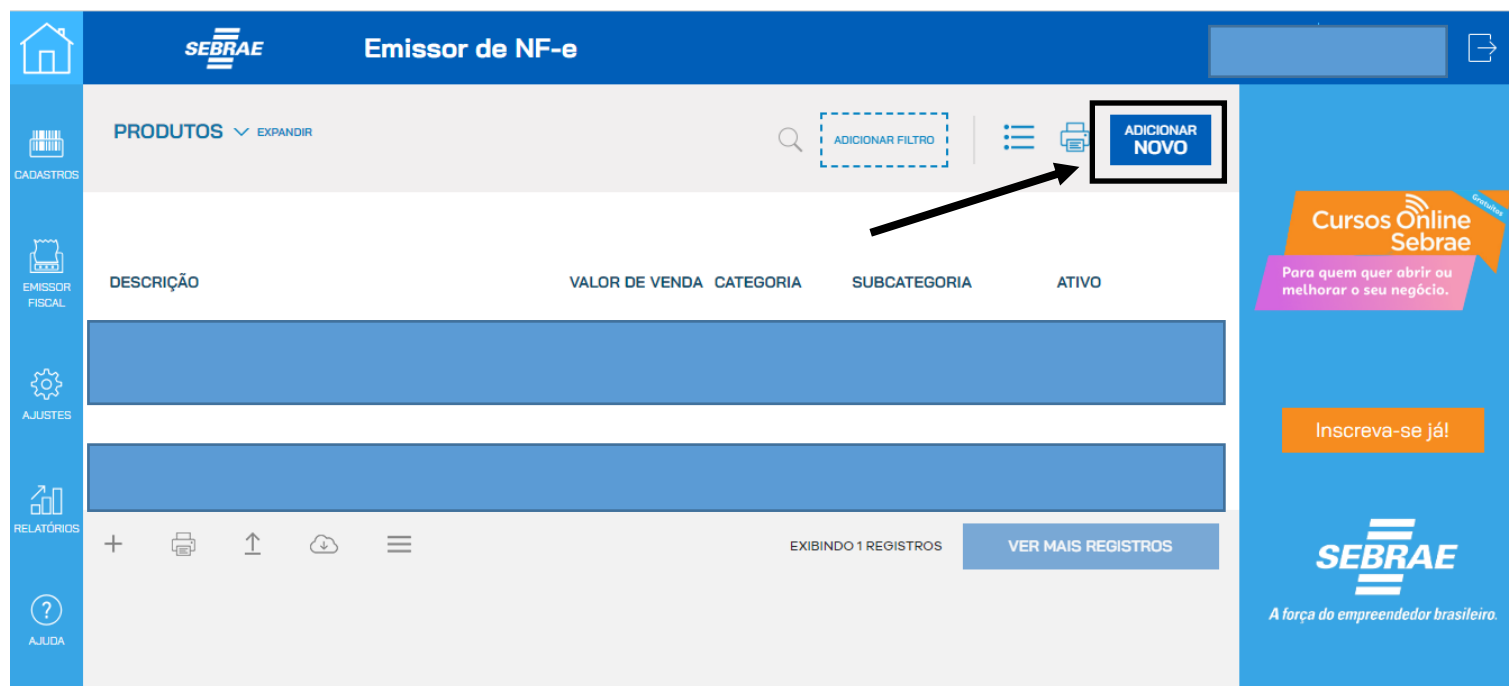 SEBRAE
Emissor de NF-e
PRODUTOS EXPANDIR
ADICIONAR FILTRO
ADICIONAR
NOVO
CADASTROS
EMISSOR
FISCAL
AJUSTES
RELATÓRIOS
?
AJUDA
DESCRIÇÃO VALOR DE VENDA CATEGORIA SUBCATEGORIA ATIVO
EXIBINDO 1 REGISTROS
VER MAIS REGISTROS
Gratuitos
Cursos Online
Sebrae
Para quem quer abrir ou
melhorar o seu negócio.
Inscreva-se já!
SEBRAE
A força do empreendedor brasileiro.